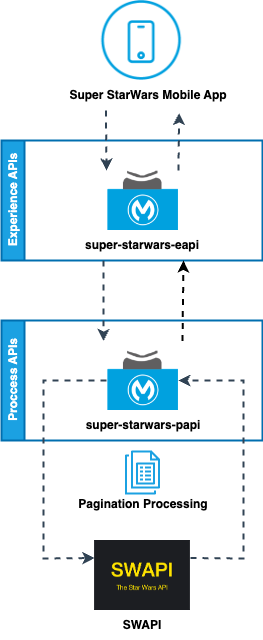 Super StarWars Mobile App
Experience APIs
super-starwars-eapi
Proccess APIs
super-starwars-papi
Pagination Processing
SWAPI
The Star Wars API
SWAPI